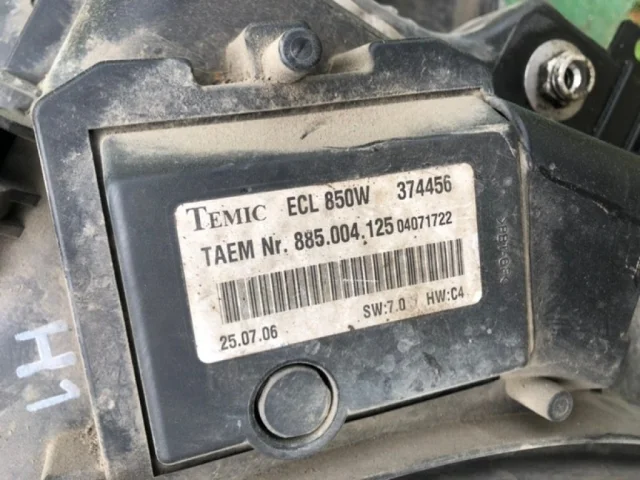 TEMIC ECL 850W 374456
TAEM Nr. 885.004.125 04071722
25.07.06 SW:7.0 HW:C4
H1